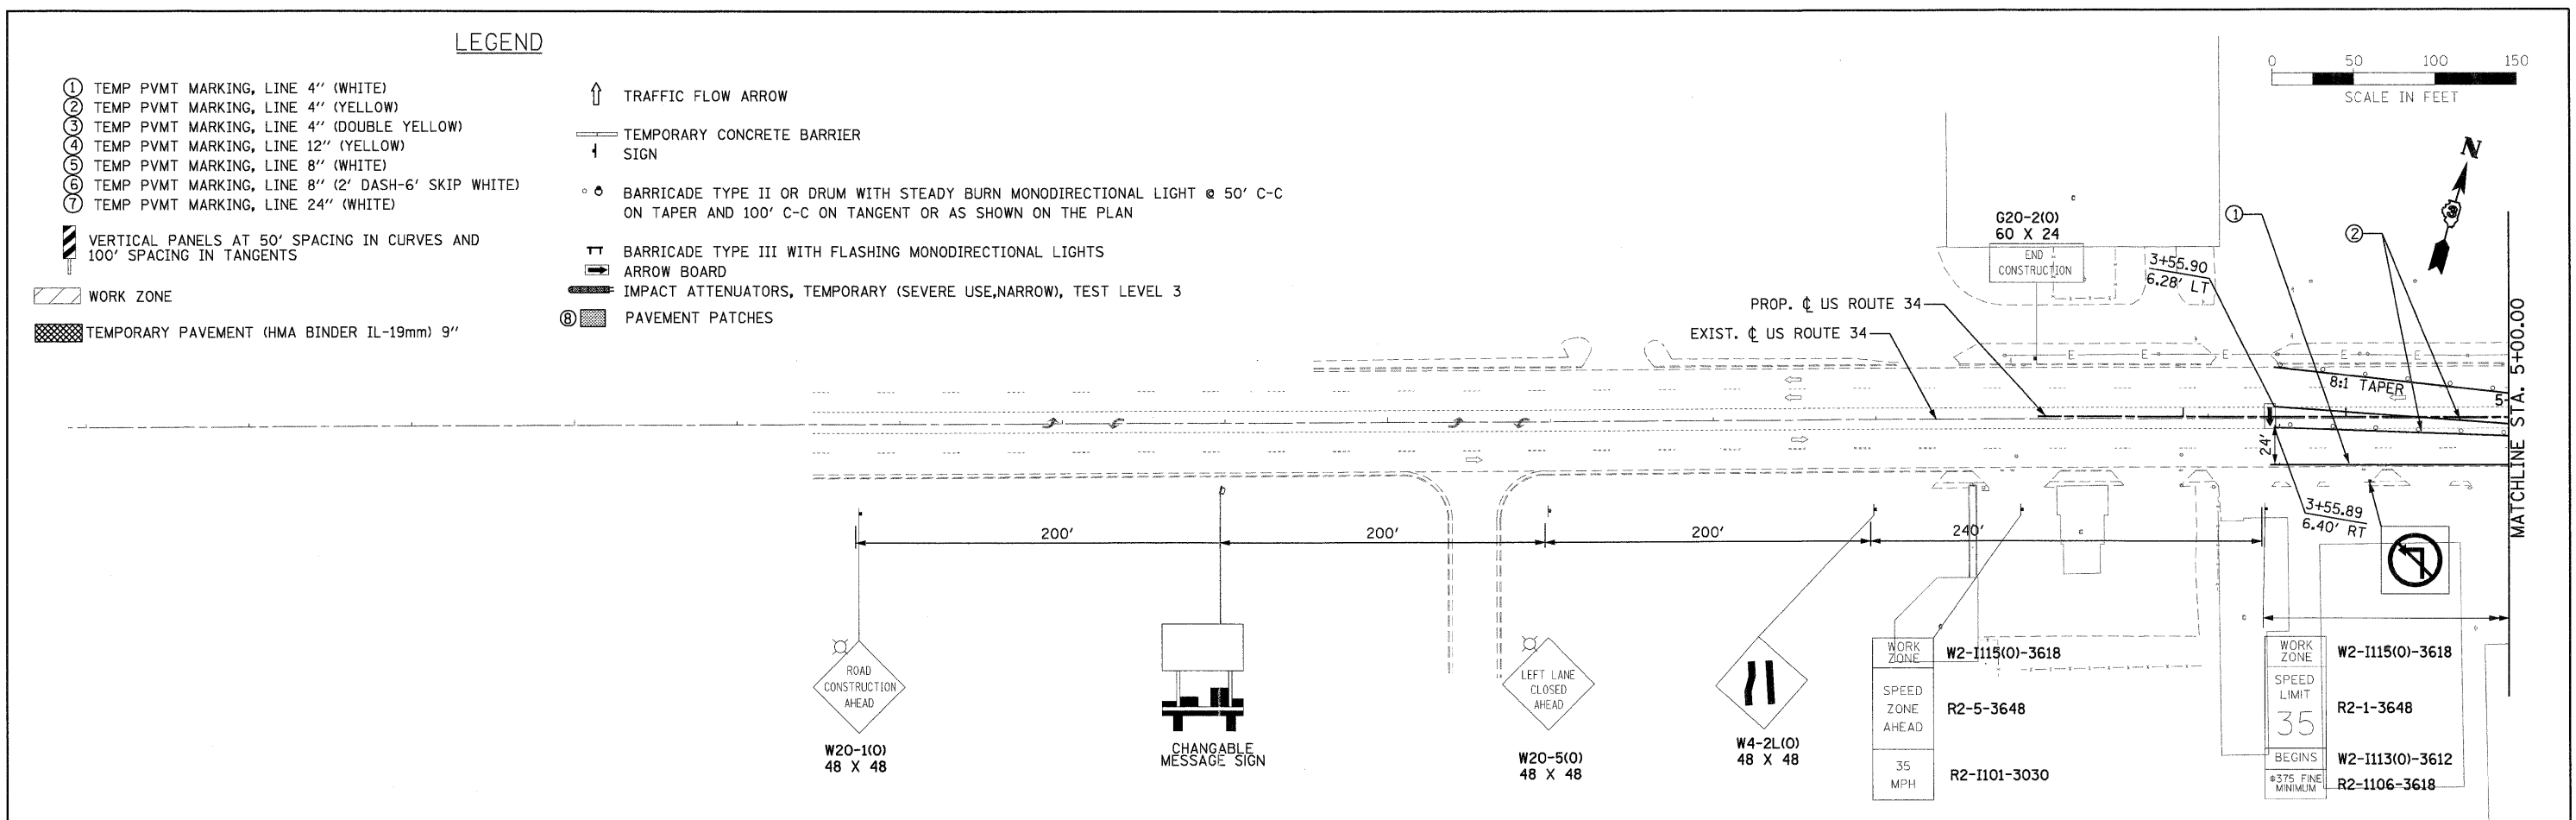 LEGEND
① TEMP PVMT MARKING, LINE 4'' (WHITE)
② TEMP PVMT MARKING, LINE 4'' (YELLOW)
③ TEMP PVMT MARKING, LINE 4'' (DOUBLE YELLOW)
④ TEMP PVMT MARKING, LINE 12'' (YELLOW)
⑤ TEMP PVMT MARKING, LINE 8'' (WHITE)
⑥ TEMP PVMT MARKING, LINE 8'' (2' DASH-6' SKIP WHITE)
⑦ TEMP PVMT MARKING, LINE 24'' (WHITE)
VERTICAL PANELS AT 50' SPACING IN CURVES AND
100' SPACING IN TANGENTS
WORK ZONE
TEMPORARY PAVEMENT (HMA BINDER IL-19mm) 9''
TRAFFIC FLOW ARROW
TEMPORARY CONCRETE BARRIER
SIGN
BARRICADE TYPE II OR DRUM WITH STEADY BURN MONODIRECTIONAL LIGHT @ 50' C-C
ON TAPER AND 100' C-C ON TANGENT OR AS SHOWN ON THE PLAN
BARRICADE TYPE III WITH FLASHING MONODIRECTIONAL LIGHTS
ARROW BOARD
IMPACT ATTENUATORS, TEMPORARY (SEVERE USE,NARROW), TEST LEVEL 3
⑧ PAVEMENT PATCHES
0 50 100 150
SCALE IN FEET
N
3
G20-2(O)
60 X 24
END
CONSTRUCTION
3+55.90
6.28' LT
①
②
PROP. ℄ US ROUTE 34
EXIST. ℄ US ROUTE 34
E E E E E
8:1 TAPER
5
24'
MATCHLINE STA. 5+00.00
3+55.89
6.40' RT
200'
200'
200'
240'
ROAD
CONSTRUCTION
AHEAD
W20-1(O)
48 X 48
CHANGABLE
MESSAGE SIGN
LEFT LANE
CLOSED
AHEAD
W20-5(O)
48 X 48
W4-2L(O)
48 X 48
WORK
ZONE
W2-I115(O)-3618
SPEED
ZONE
AHEAD
R2-5-3648
35
MPH
R2-I101-3030
WORK
ZONE
W2-I115(O)-3618
SPEED
LIMIT
35
R2-1-3648
BEGINS
W2-I113(O)-3612
$375 FINE
MINIMUM
R2-1106-3618